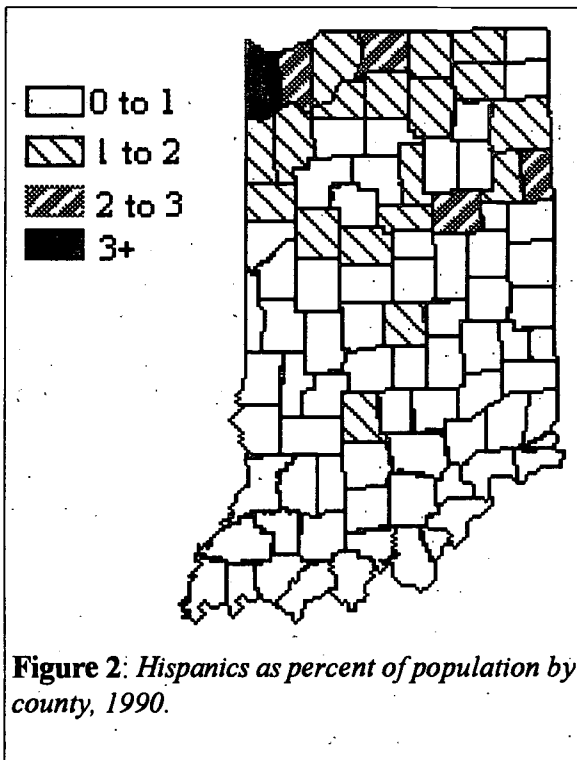 0 to 1
1 to 2
2 to 3
3+
Figure 2: Hispanics as percent of population by
county, 1990.